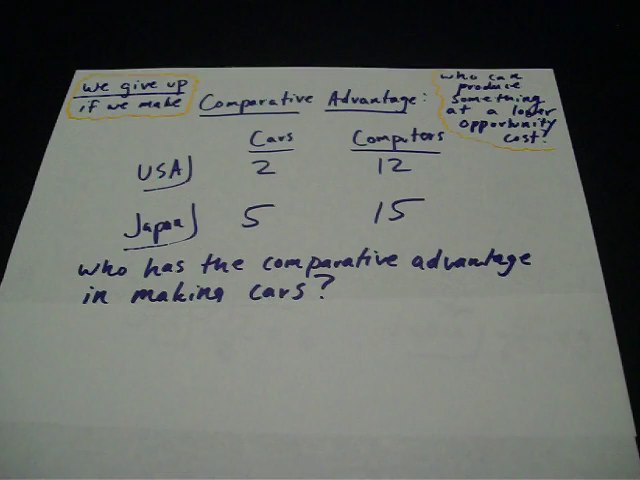 we give up
if we make
Comparative Advantage:
who can
produce
something
at a lower
opportunity
cost?
Cars Computers
USA 2 12
Japan 5 15
who has the comparative advantage
in making cars?